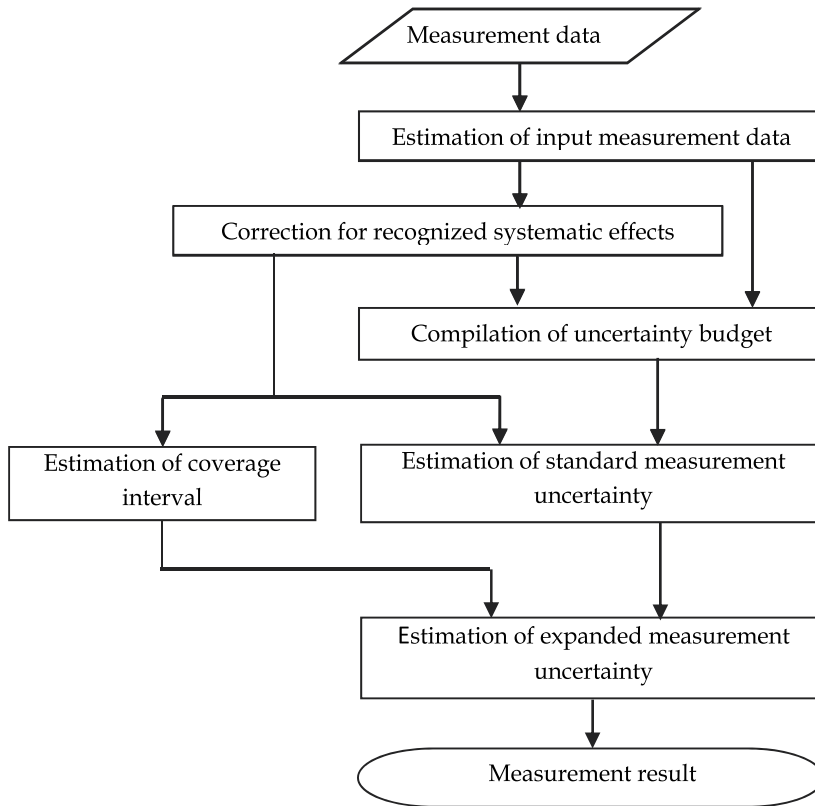 Measurement data
Estimation of input measurement data
Correction for recognized systematic effects
Compilation of uncertainty budget
Estimation of coverage
interval
Estimation of standard measurement
uncertainty
Estimation of expanded measurement
uncertainty
Measurement result